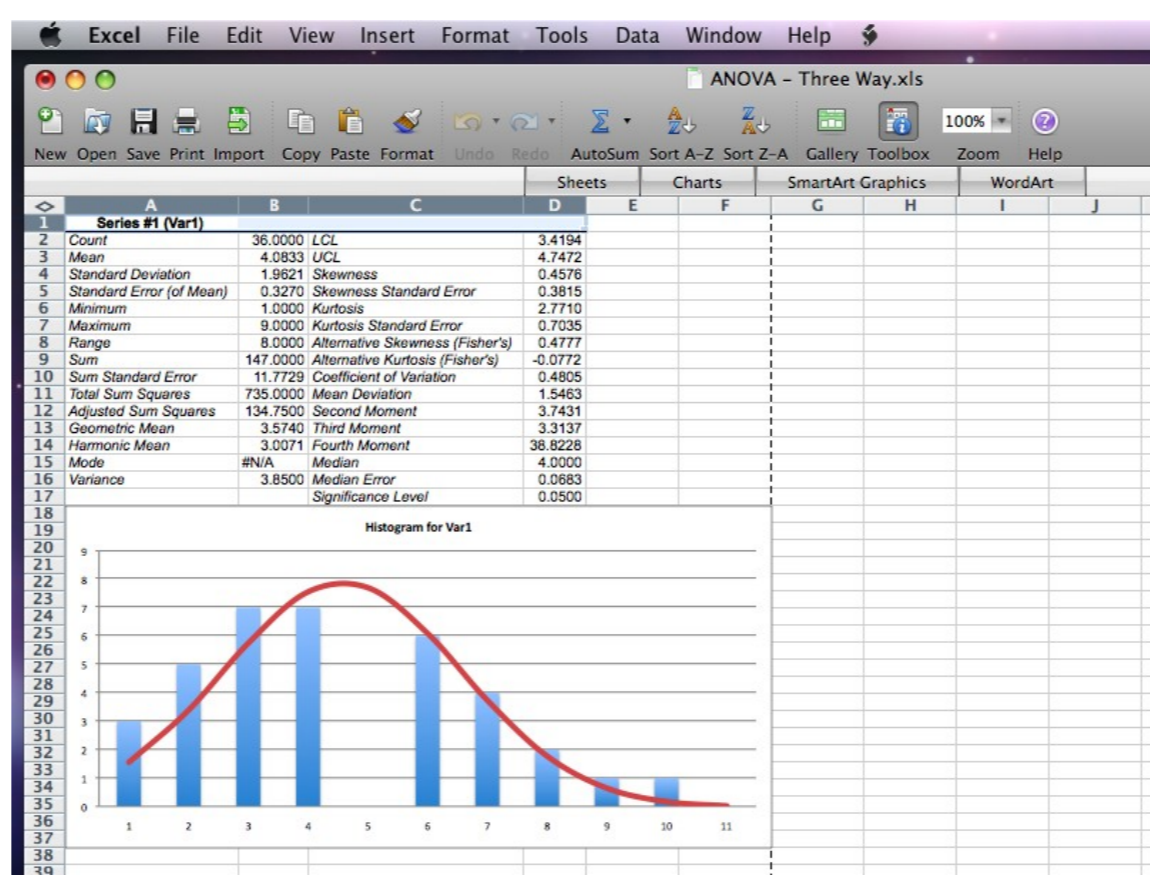 Excel File Edit View Insert Format Tools Data Window Help
ANOVA - Three Way.xls
100%
New Open Save Print Import Copy Paste Format Undo Redo AutoSum Sort A-Z Sort Z-A Gallery Toolbox Zoom Help
Sheets Charts SmartArt Graphics WordArt
A B C D E F G H I J
1 Series #1 (Var1)
2 Count 36.0000 LCL 3.4194
3 Mean 4.0833 UCL 4.7472
4 Standard Deviation 1.9621 Skewness 0.4576
5 Standard Error (of Mean) 0.3270 Skewness Standard Error 0.3815
6 Minimum 1.0000 Kurtosis 2.7710
7 Maximum 9.0000 Kurtosis Standard Error 0.7035
8 Range 8.0000 Alternative Skewness (Fisher's) 0.4777
9 Sum 147.0000 Alternative Kurtosis (Fisher's) -0.0772
10 Sum Standard Error 11.7729 Coefficient of Variation 0.4805
11 Total Sum Squares 735.0000 Mean Deviation 1.5463
12 Adjusted Sum Squares 134.7500 Second Moment 3.7431
13 Geometric Mean 3.5740 Third Moment 3.3137
14 Harmonic Mean 3.0071 Fourth Moment 38.8228
15 Mode #N/A Median 4.0000
16 Variance 3.8500 Median Error 0.0683
17 Significance Level 0.0500
18
19 Histogram for Var1
20 9
21
22 8
23
24 7
25 6
26
27 5
28 4
29
30 3
31
32 2
33
34 1
35 0
36 1 2 3 4 5 6 7 8 9 10 11
37
38
39